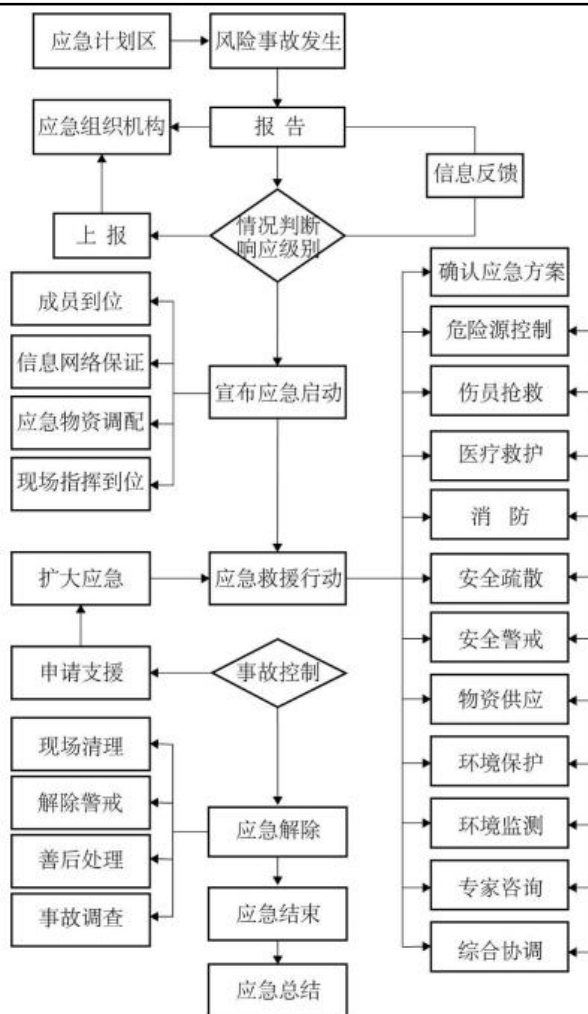 应急计划区
风险事故发生
应急组织机构
报 告
信息反馈
上 报
情况判断
响应级别
确认应急方案
成员到位
危险源控制
信息网络保证
宣布应急启动
伤员抢救
应急物资调配
医疗救护
现场指挥到位
消 防
扩大应急
应急救援行动
安全疏散
安全警戒
申请支援
事故控制
物资供应
现场清理
环境保护
解除警戒
应急解除
环境监测
善后处理
专家咨询
事故调查
应急结束
综合协调
应急总结